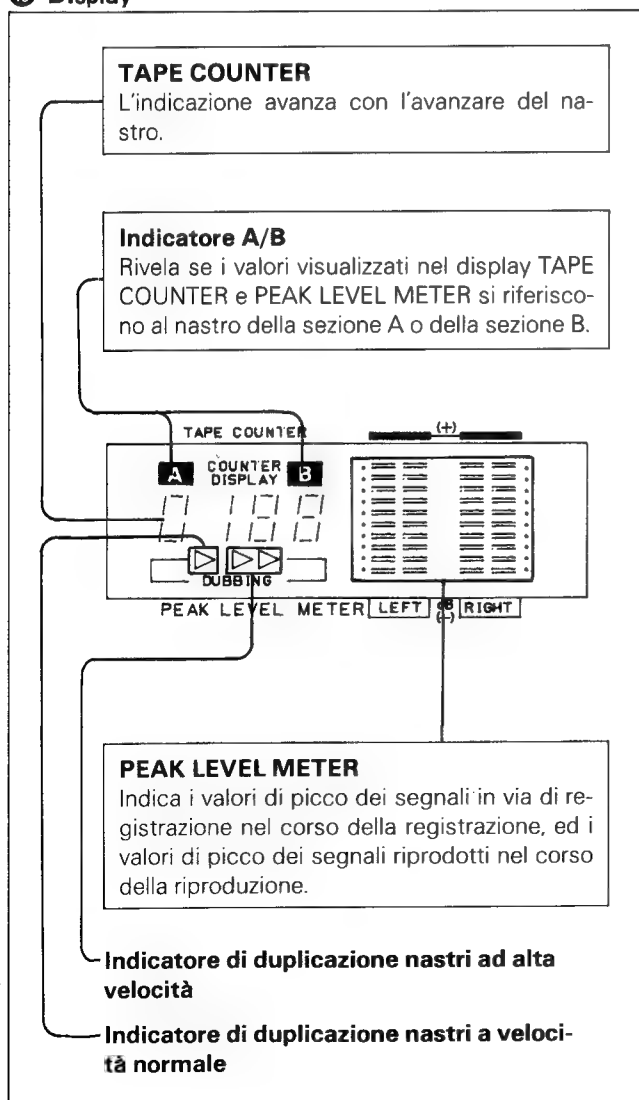 Display
TAPE COUNTER
L'indicazione avanza con l'avanzare del na-
stro.
Indicatore A/B
Rivela se i valori visualizzati nel display TAPE
COUNTER e PEAK LEVEL METER si riferisco-
no al nastro della sezione A o della sezione B.
TAPE COUNTER
(+)
A COUNTER B
DISPLAY
DUBBING
PEAK LEVEL METER LEFT dB RIGHT
(−)
PEAK LEVEL METER
Indica i valori di picco dei segnali in via di re-
gistrazione nel corso della registrazione, ed i
valori di picco dei segnali riprodotti nel corso
della riproduzione.
Indicatore di duplicazione nastri ad alta
velocità
Indicatore di duplicazione nastri a veloci-
tà normale